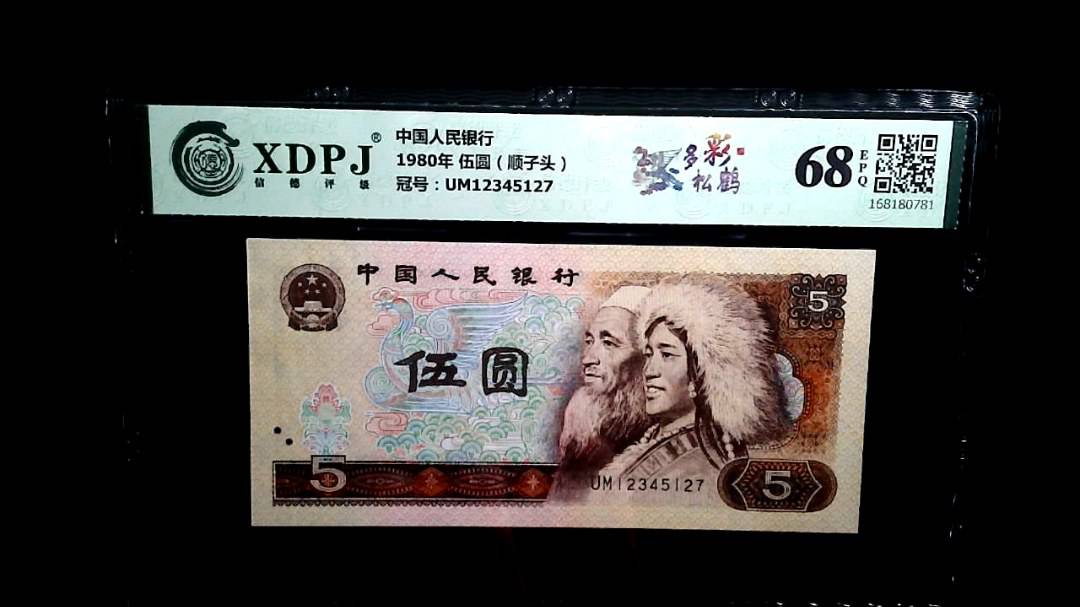 XDPJ®
信德评级
中国人民银行
1980年 伍圆（顺子头）
冠号：UM12345127
多彩
松鹤
68
EPQ
168180781
中国人民银行
5
伍圆
5
UM12345127
5